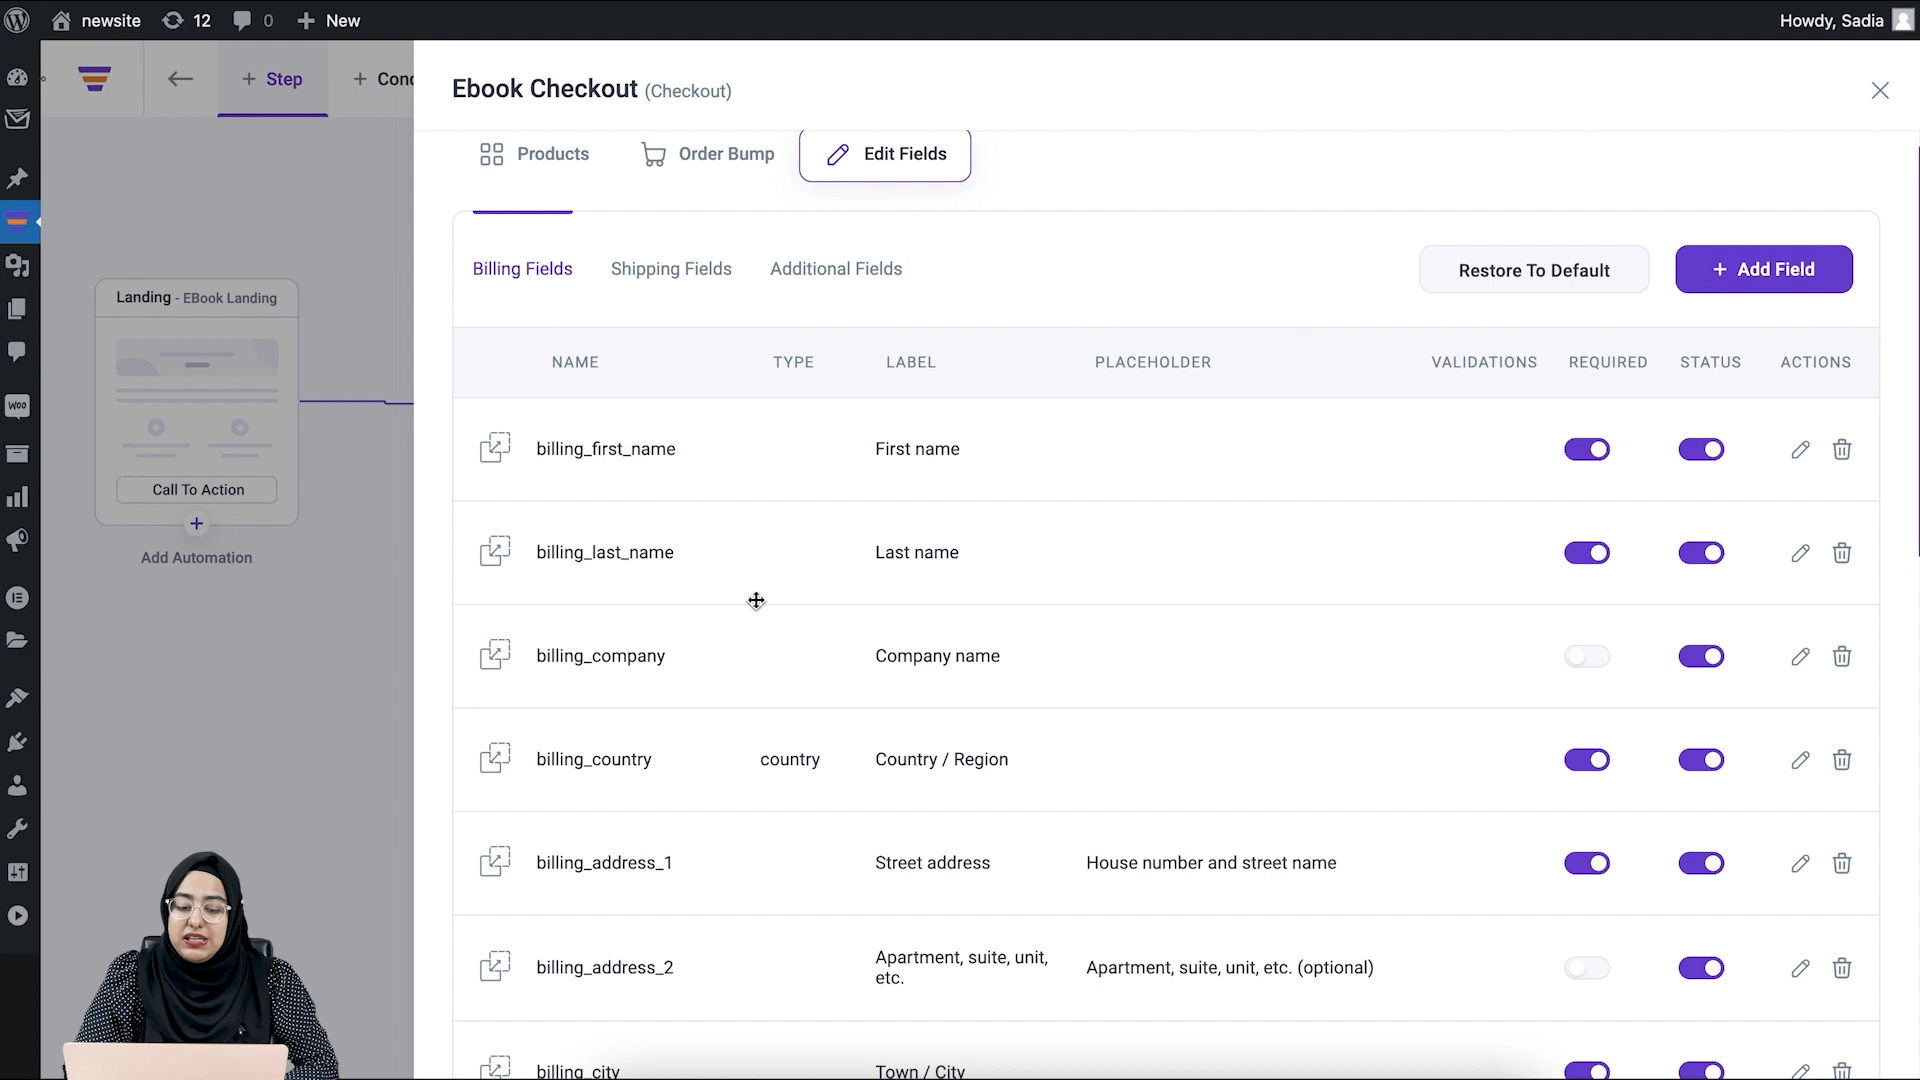 newsite
12
0
New
Howdy, Sadia
Step
Con
Ebook Checkout (Checkout)
Products
Order Bump
Edit Fields
Billing Fields
Shipping Fields
Additional Fields
Restore To Default
+ Add Field
Landing - EBook Landing
Call To Action
+
Add Automation
Woo
NAME
TYPE
LABEL
PLACEHOLDER
VALIDATIONS
REQUIRED
STATUS
ACTIONS
billing_first_name
First name
billing_last_name
Last name
billing_company
Company name
billing_country
country
Country / Region
billing_address_1
Street address
House number and street name
billing_address_2
Apartment, suite, unit,
etc.
Apartment, suite, unit, etc. (optional)
billing_city
Town / City